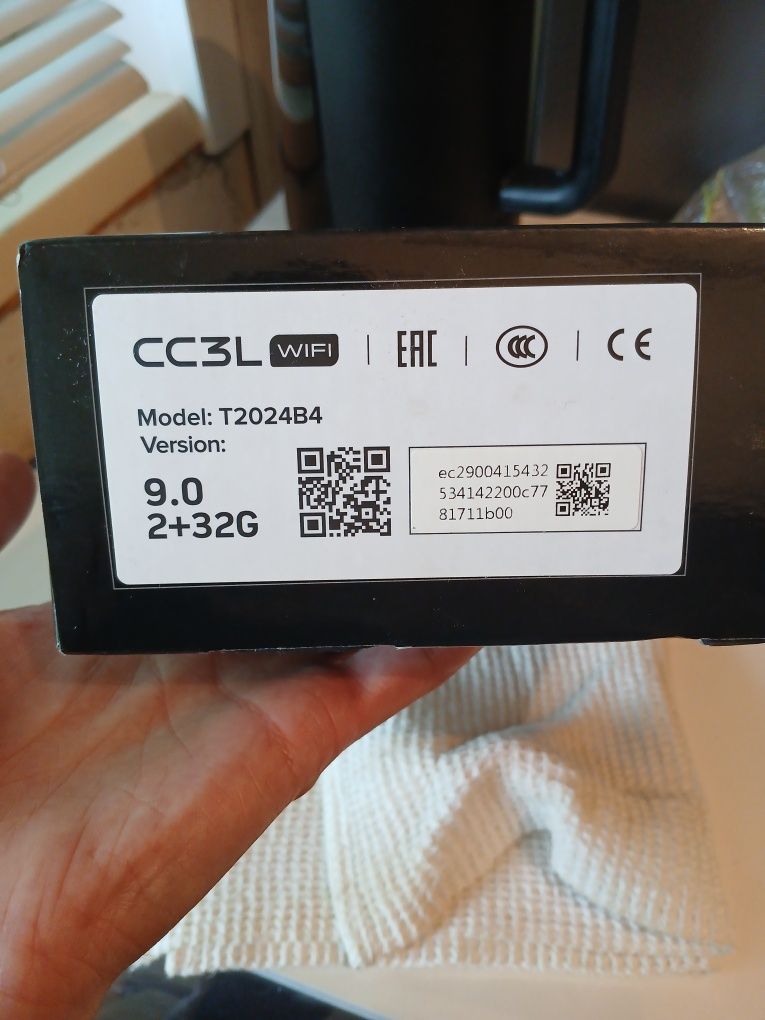 CC3L WIFI | EAC | CCC | CE
Model: T2024B4
Version:
9.0
2+32G
ec2900415432
534142200c77
81711b00